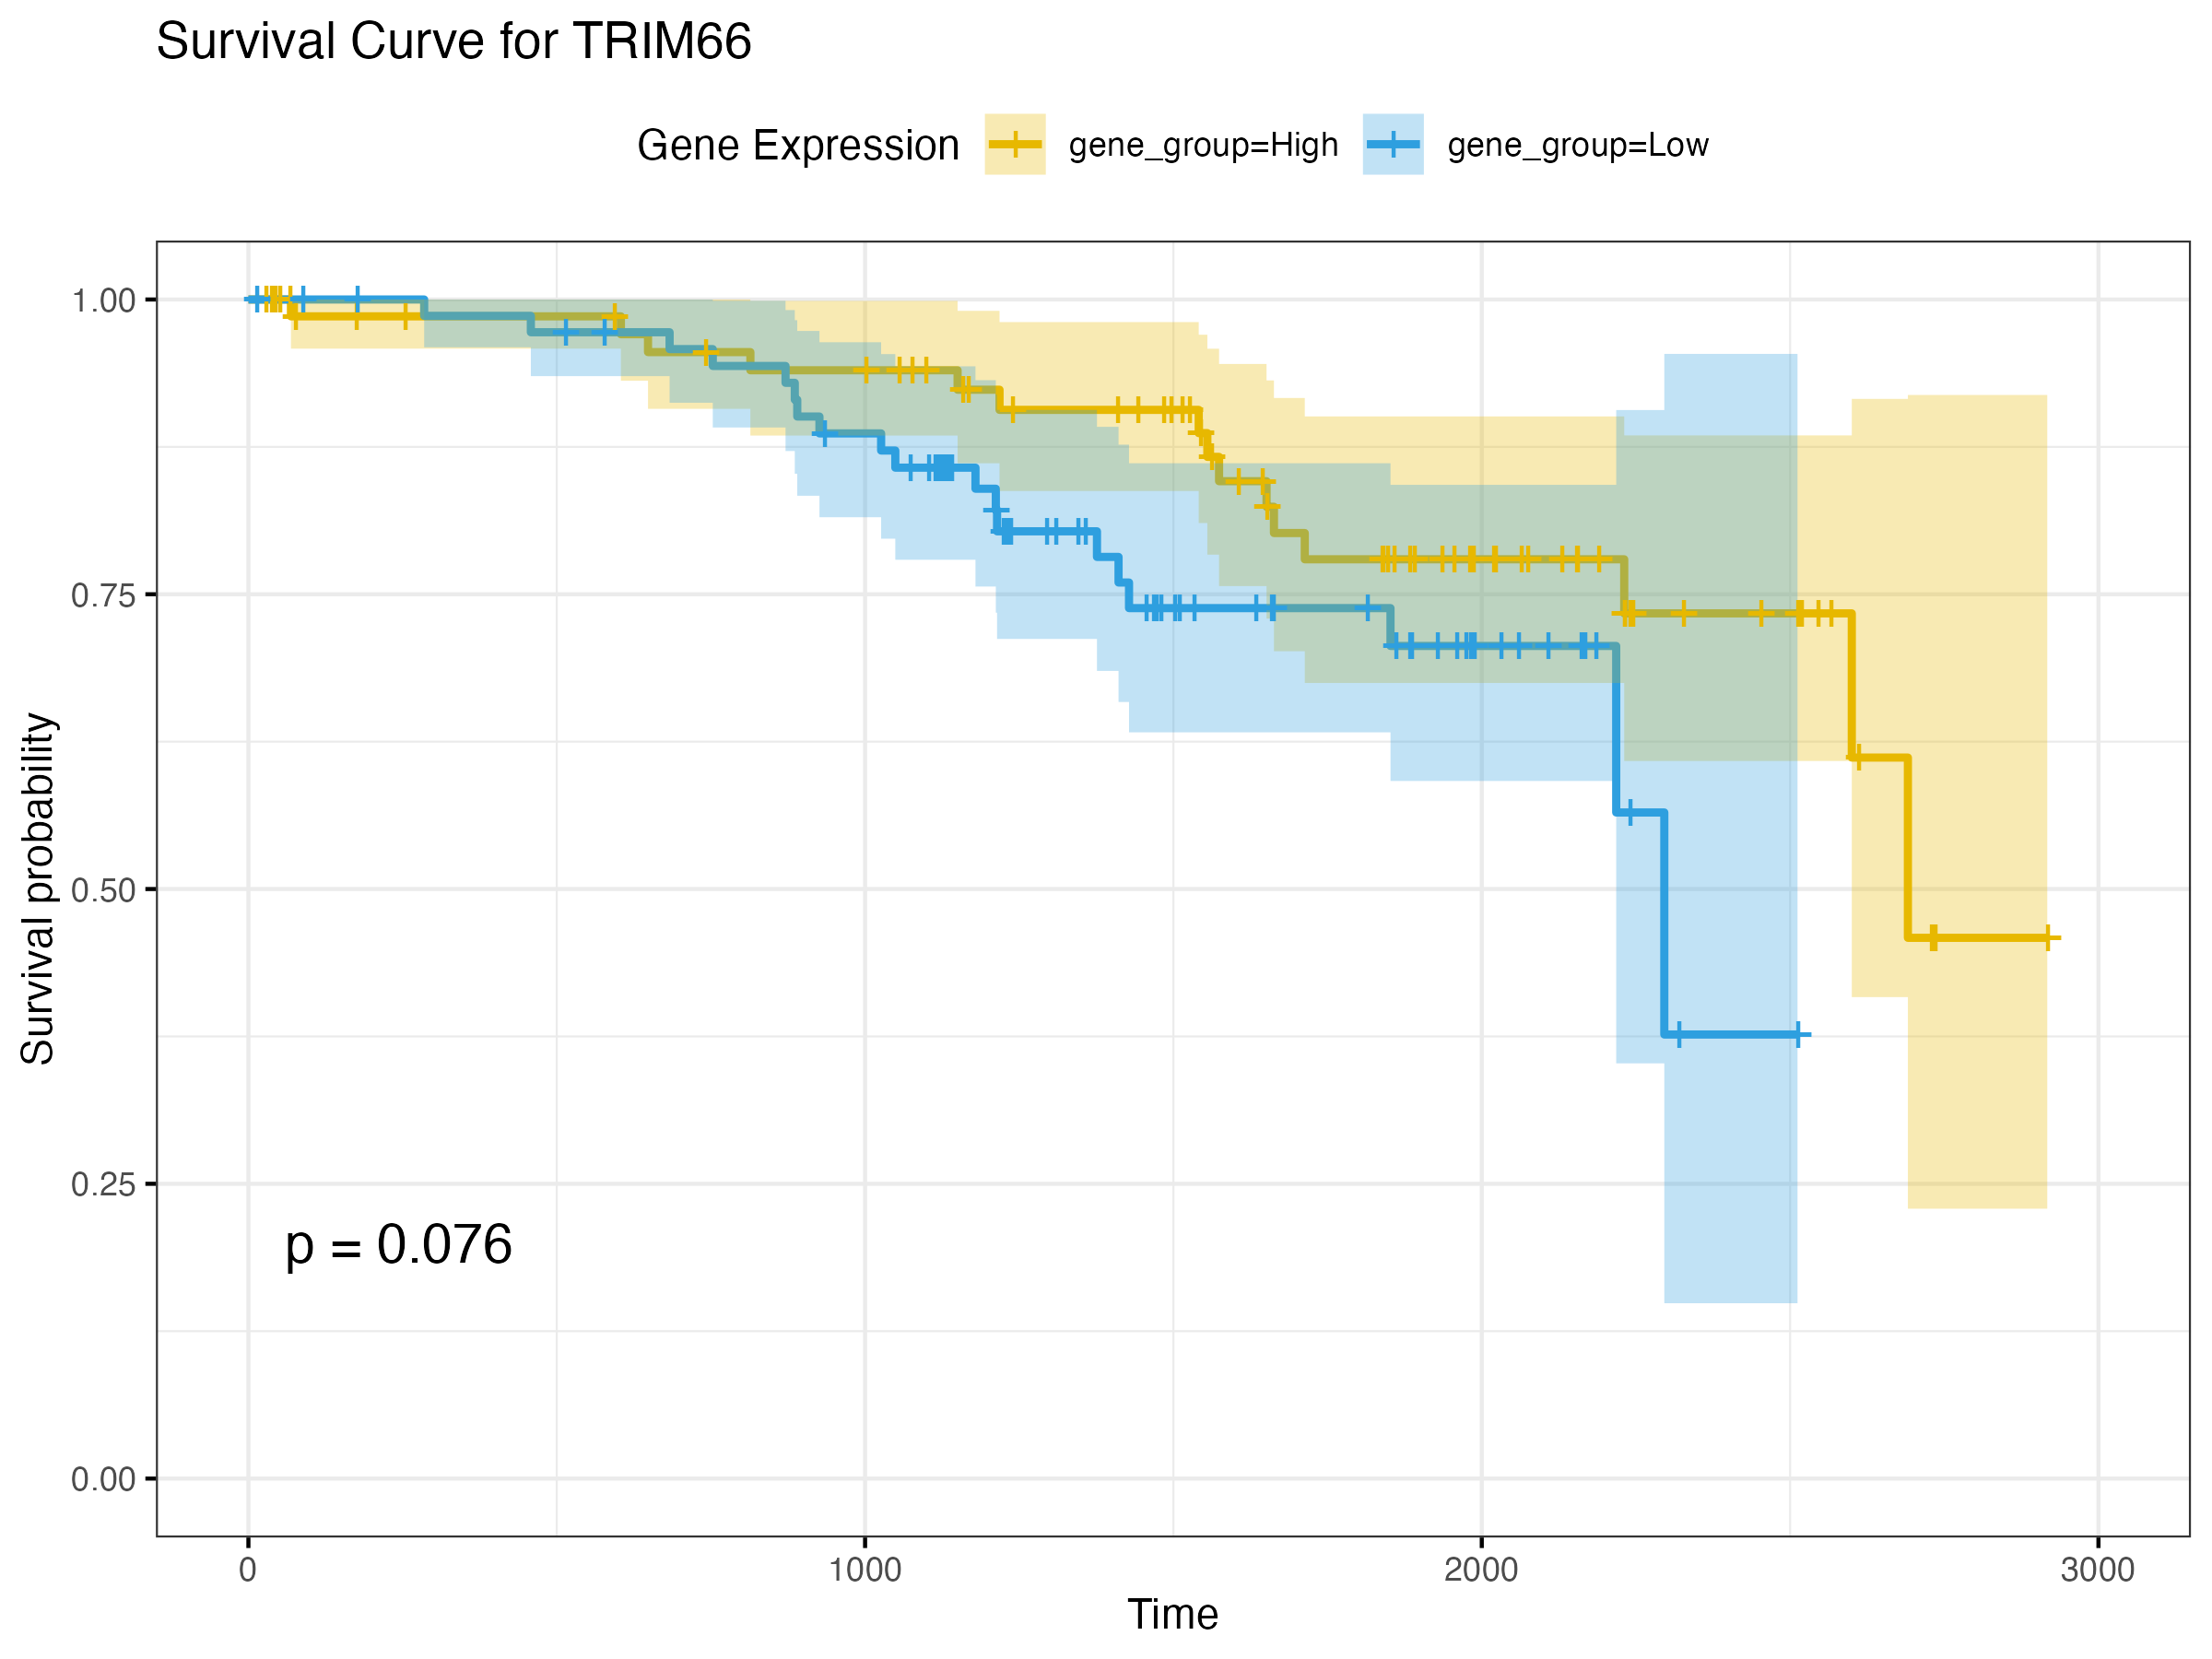 Survival Curve for TRIM66
Gene Expression gene_group=High gene_group=Low
Survival probability
1.00
0.75
0.50
0.25
0.00
p = 0.076
0 1000 2000 3000
Time